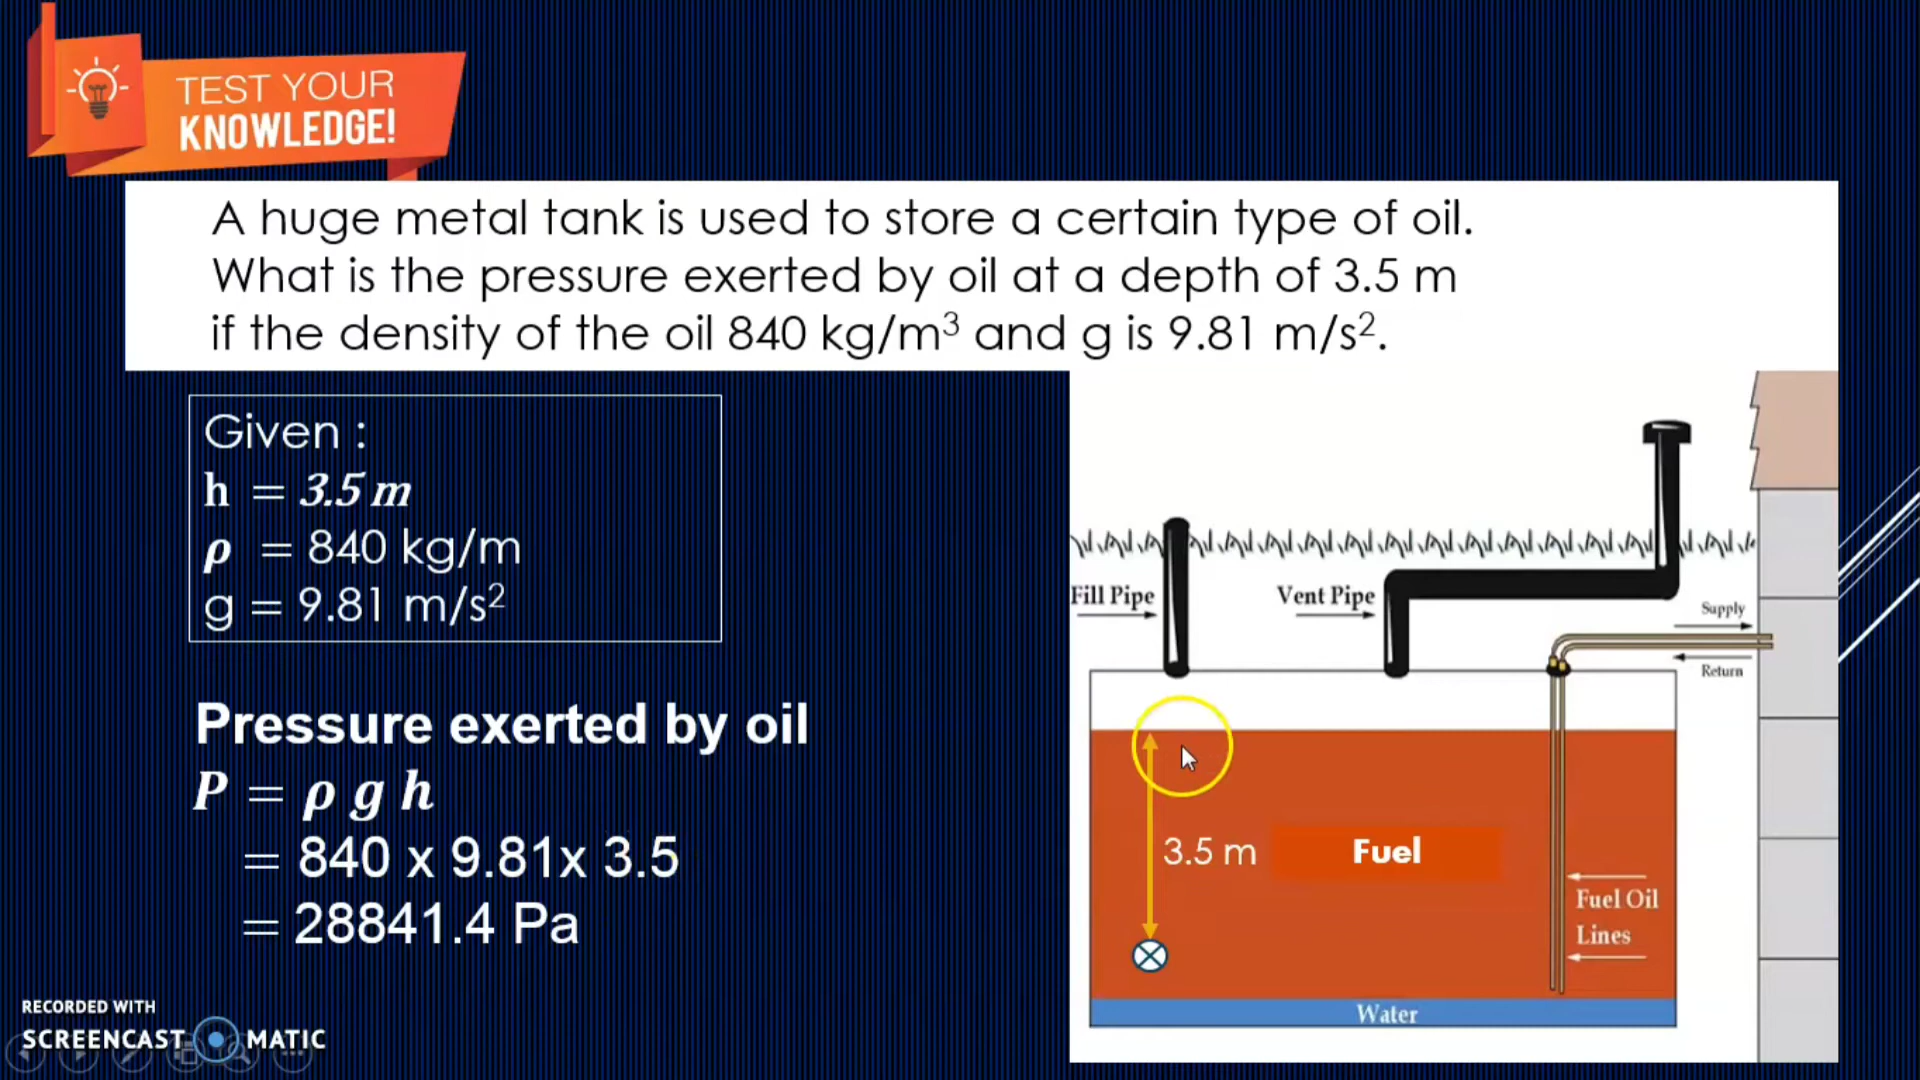 TEST YOUR
KNOWLEDGE!
A huge metal tank is used to store a certain type of oil.
What is the pressure exerted by oil at a depth of 3.5 m
if the density of the oil 840 kg/m³ and g is 9.81 m/s².
Given :
h = 3.5 m
ρ = 840 kg/m
g = 9.81 m/s²
Pressure exerted by oil
P = ρ g h
= 840 x 9.81x 3.5
= 28841.4 Pa
Fill Pipe
Vent Pipe
Supply
Return
3.5 m
Fuel
Fuel Oil
Lines
Water
RECORDED WITH
SCREENCAST MATIC